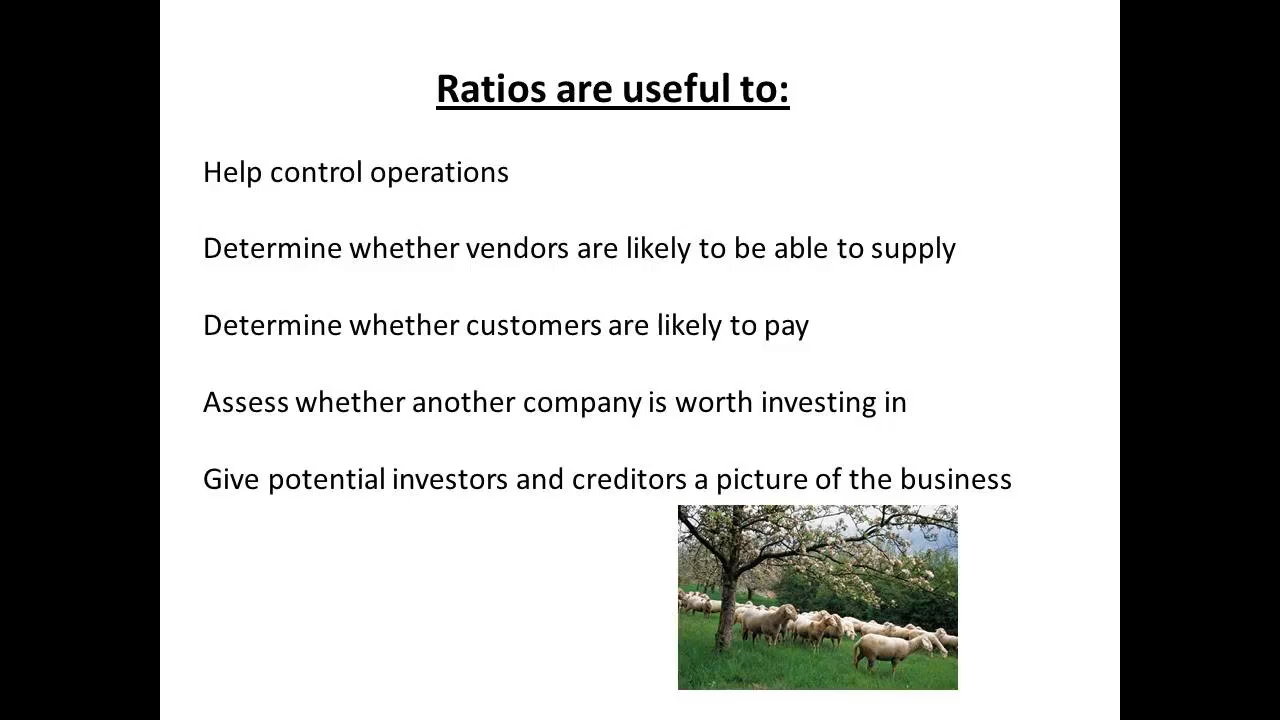 Ratios are useful to:
Help control operations
Determine whether vendors are likely to be able to supply
Determine whether customers are likely to pay
Assess whether another company is worth investing in
Give potential investors and creditors a picture of the business